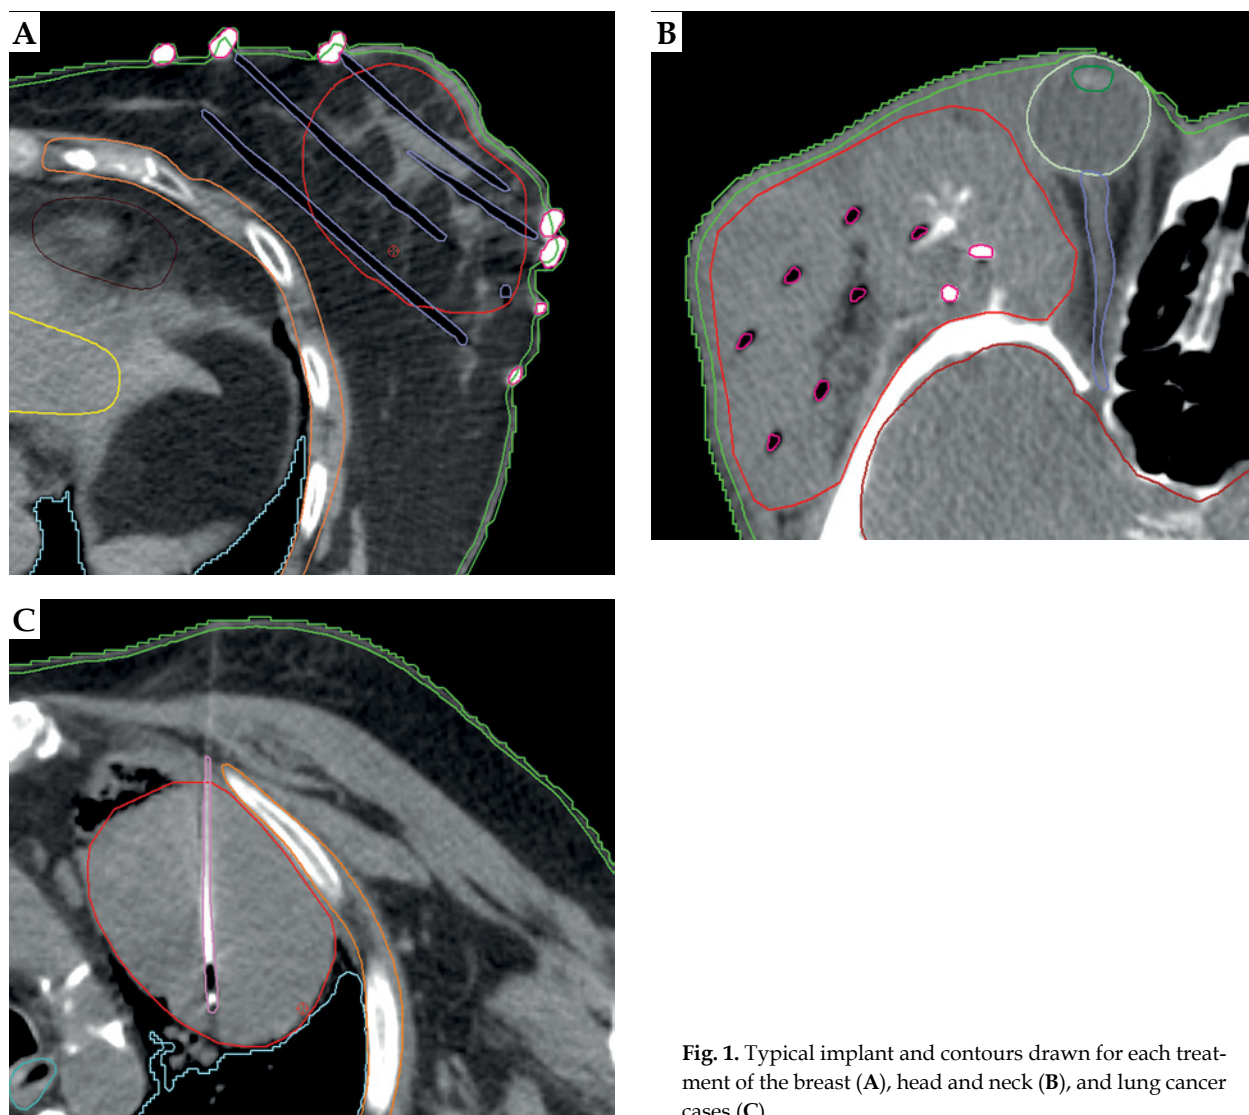 A
B
C
Fig. 1. Typical implant and contours drawn for each treat-
ment of the breast (A), head and neck (B), and lung cancer
cases (C)